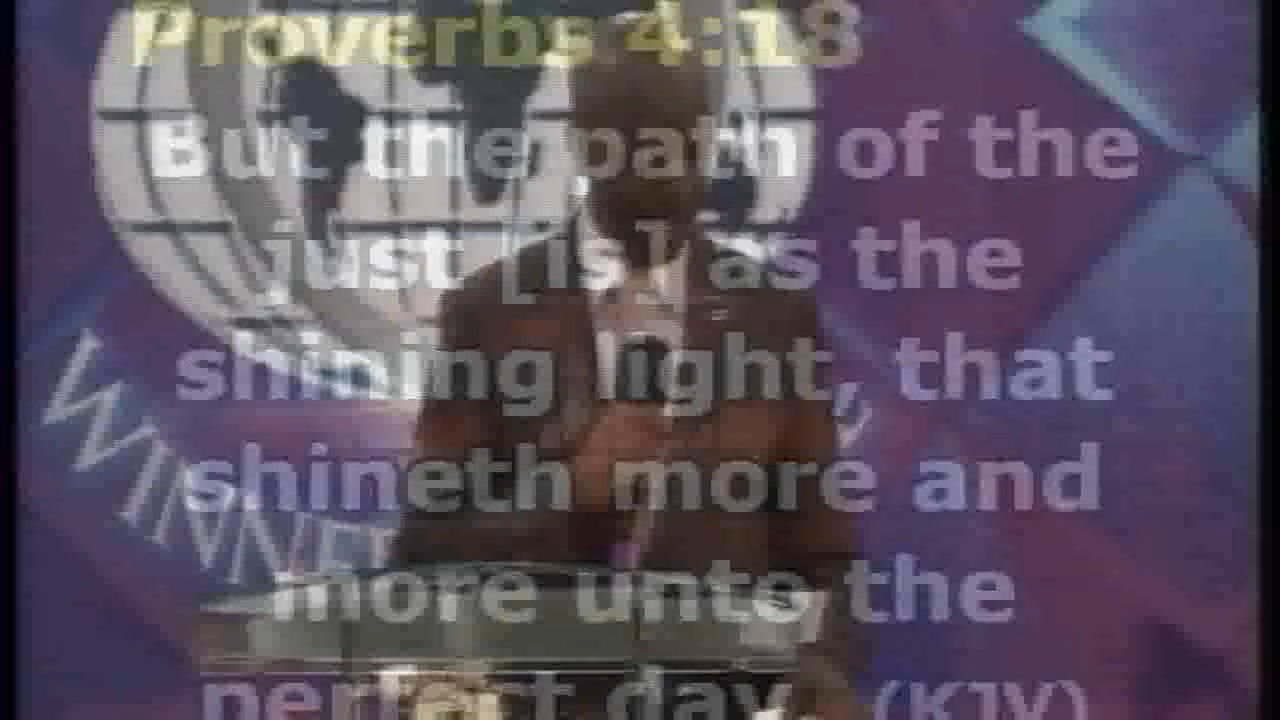 Proverbs 4:18
But the path of the
just [is] as the
shining light, that
shineth more and
more unto the
perfect day. (KJV)
WINNE